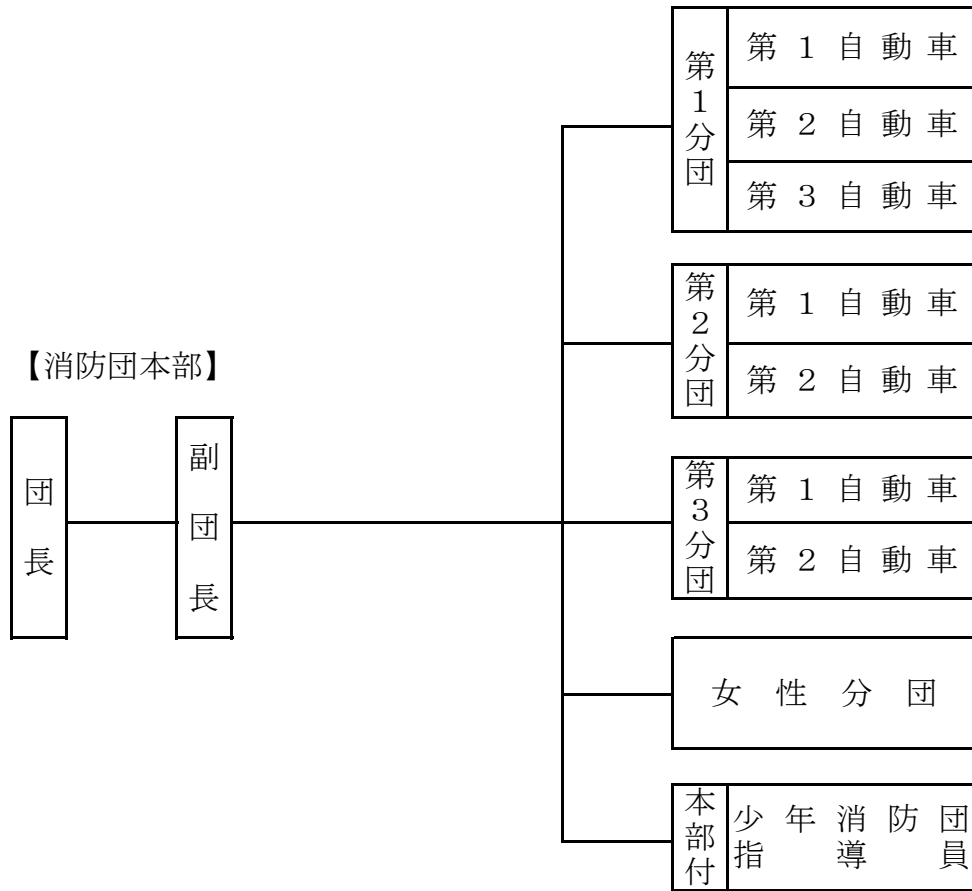 【消防団本部】
団長
副団長
第1分団
第1自動車
第2自動車
第3自動車
第2分団
第1自動車
第2自動車
第3分団
第1自動車
第2自動車
女性分団
本部付
少年消防団
指導員